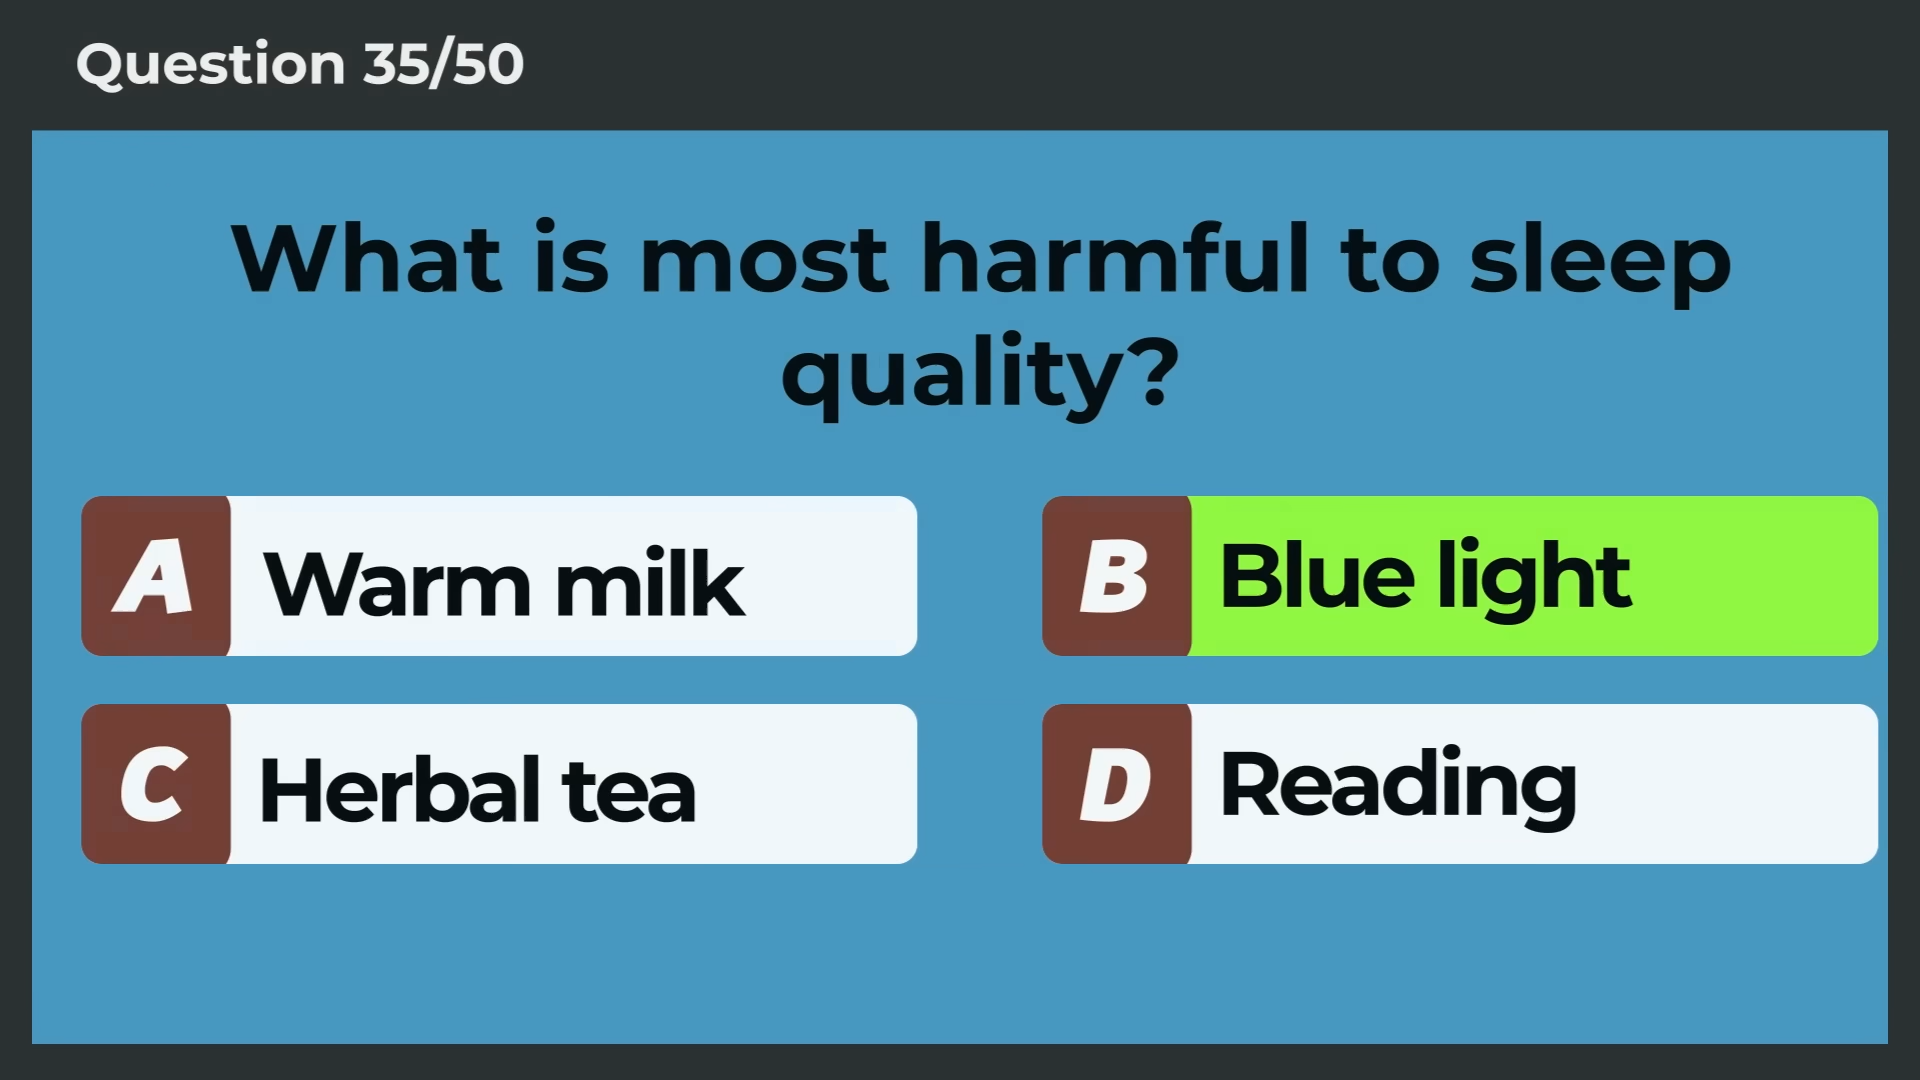 Question 35/50
What is most harmful to sleep
quality?
A Warm milk
B Blue light
C Herbal tea
D Reading